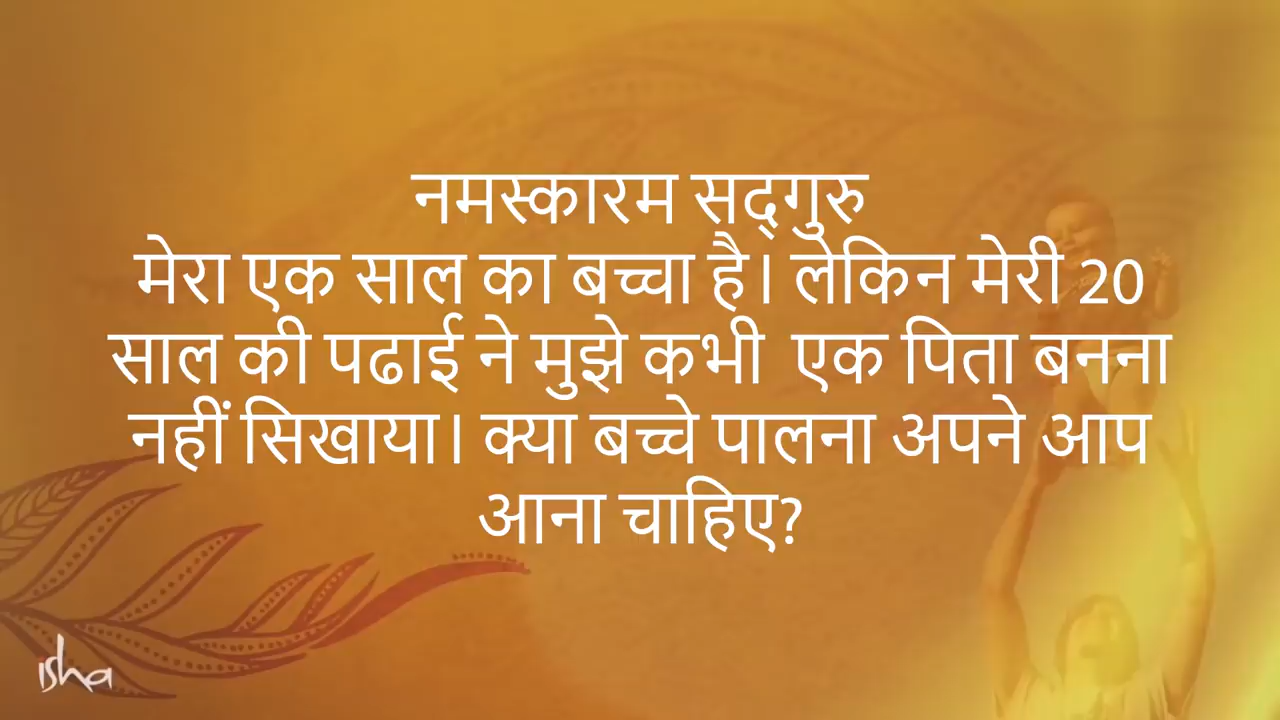 नमस्कारम सद्‌गुरु
मेरा एक साल का बच्चा है। लेकिन मेरी 20
साल की पढाई ने मुझे कभी एक पिता बनना
नहीं सिखाया। क्या बच्चे पालना अपने आप
आना चाहिए?
isha